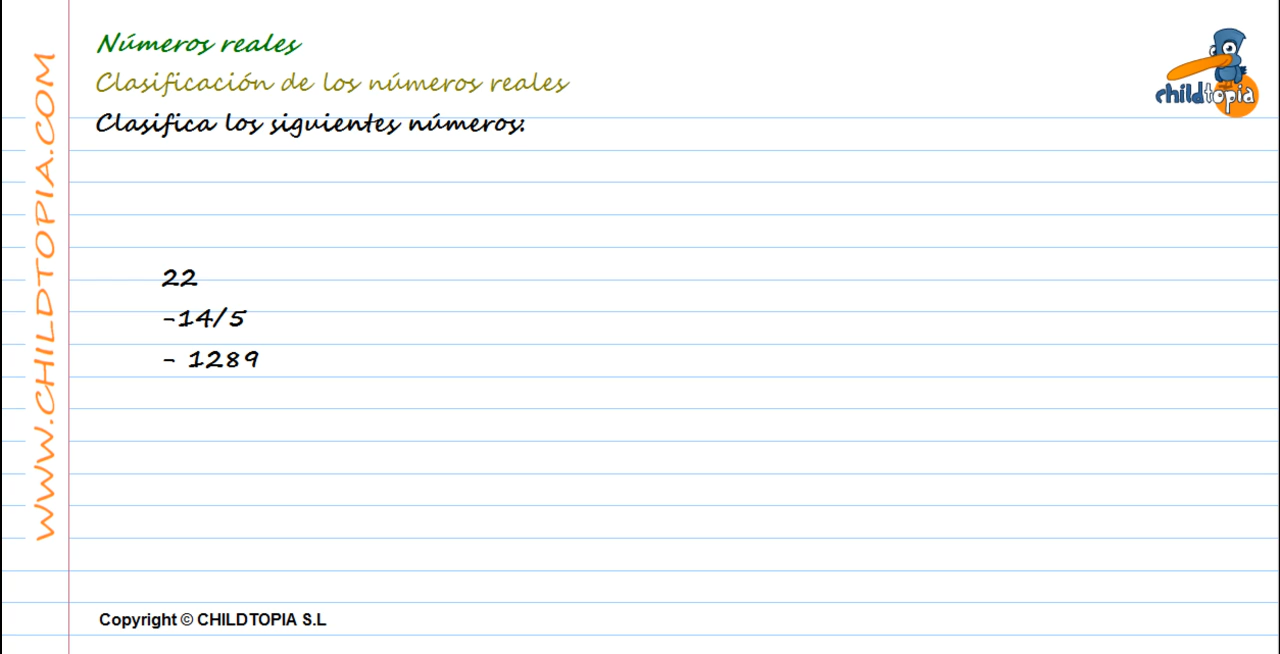 Números reales
Clasificación de los números reales
Clasifica los siguientes números:
childtopia
WWW.CHILDTOPIA.COM
22
-14/5
- 1289
Copyright © CHILDTOPIA S.L